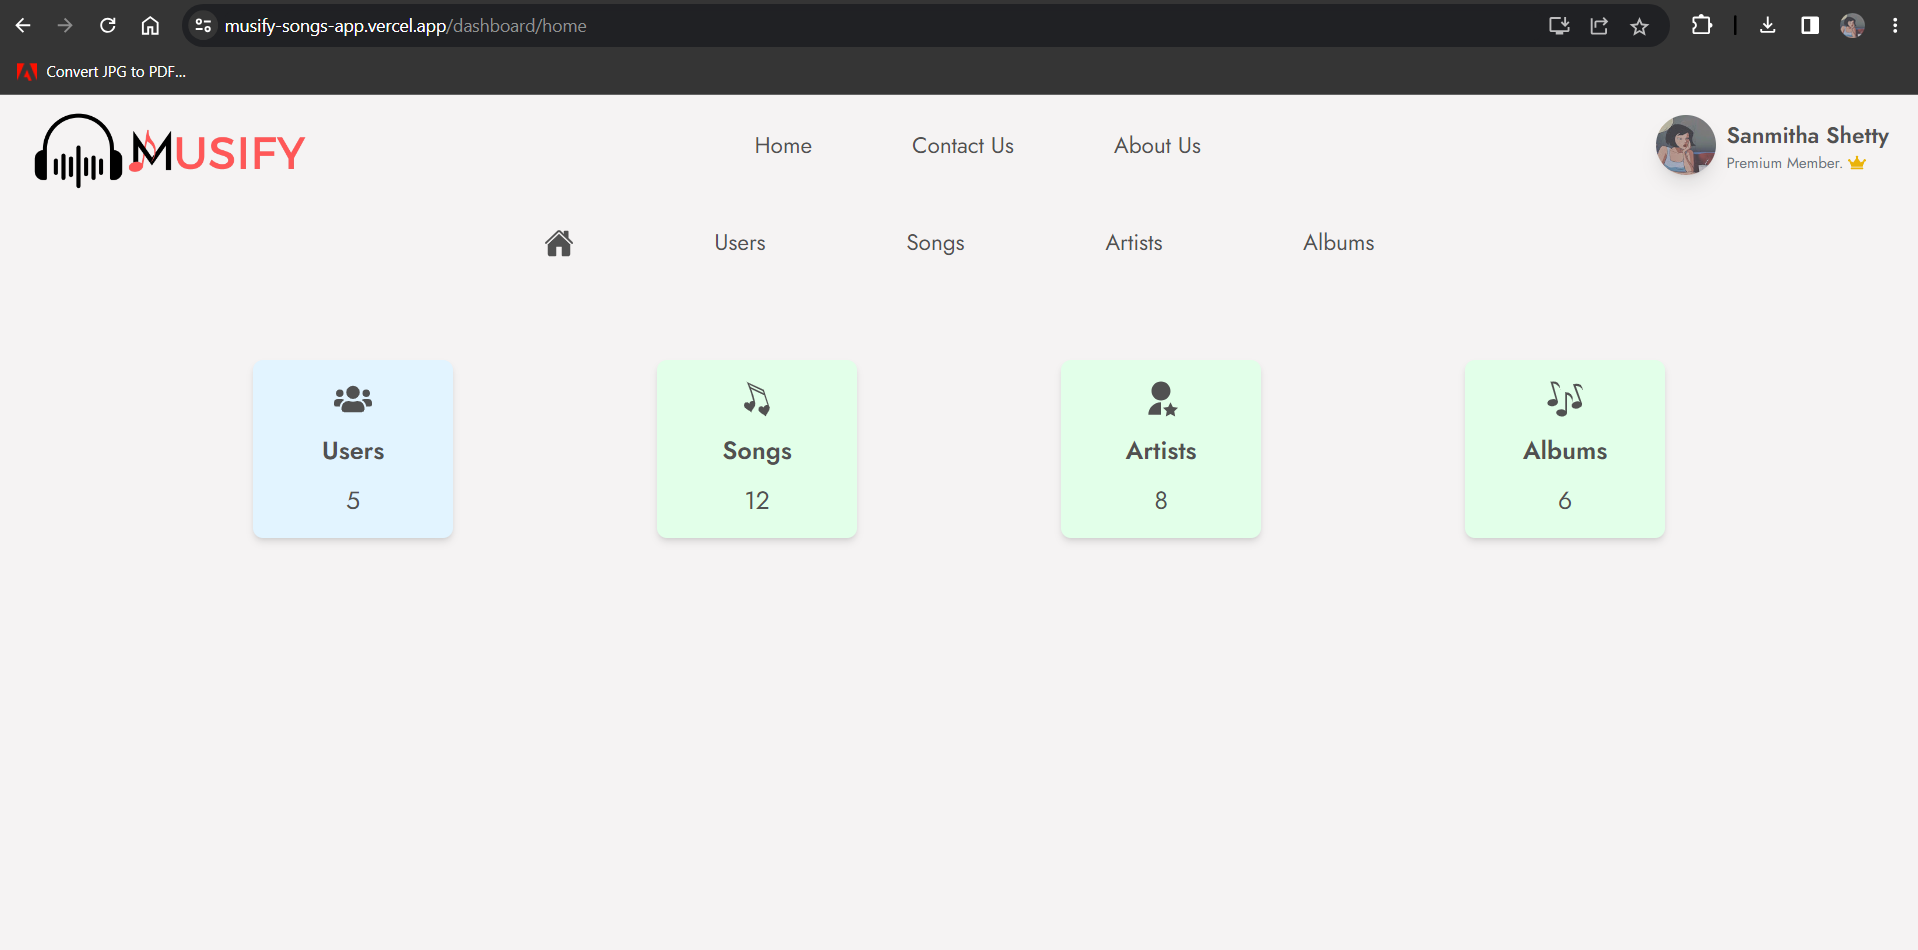 musify-songs-app.vercel.app/dashboard/home
Convert JPG to PDF...
MUSIFY
Home Contact Us About Us
Sanmitha Shetty
Premium Member.
Users Songs Artists Albums
Users
5
Songs
12
Artists
8
Albums
6